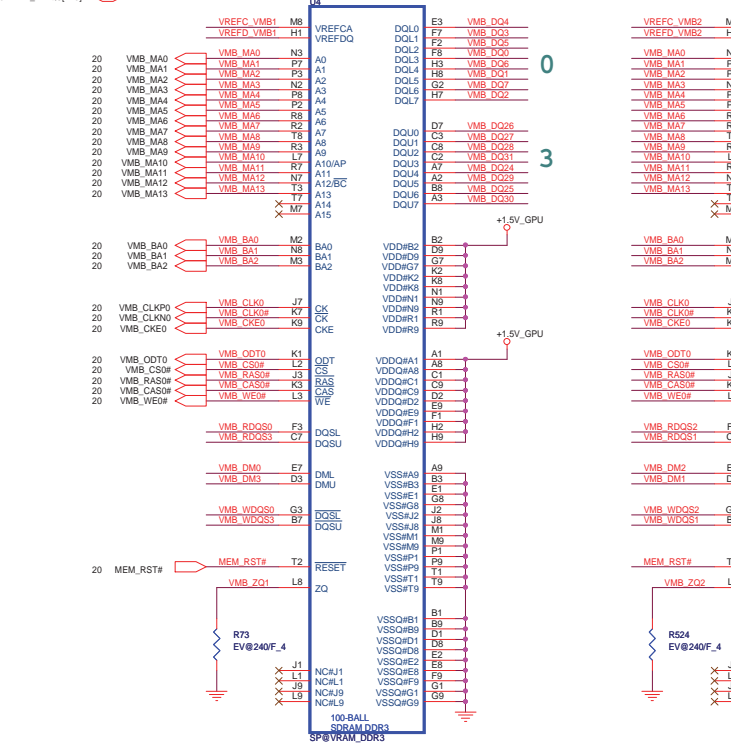 U4
VREFC_VMB1 M8 VREFCA
VREFD_VMB1 H1 VREFDQ
20 VMB_MA0 VMB_MA0 N3 A0
20 VMB_MA1 VMB_MA1 P7 A1
20 VMB_MA2 VMB_MA2 P3 A2
20 VMB_MA3 VMB_MA3 N2 A3
20 VMB_MA4 VMB_MA4 P8 A4
20 VMB_MA5 VMB_MA5 P2 A5
20 VMB_MA6 VMB_MA6 R8 A6
20 VMB_MA7 VMB_MA7 R2 A7
20 VMB_MA8 VMB_MA8 T8 A8
20 VMB_MA9 VMB_MA9 R3 A9
20 VMB_MA10 VMB_MA10 L7 A10/AP
20 VMB_MA11 VMB_MA11 R7 A11
20 VMB_MA12 VMB_MA12 N7 A12/BC
20 VMB_MA13 VMB_MA13 T3 A13
T7 A14
M7 A15
20 VMB_BA0 VMB_BA0 M2 BA0
20 VMB_BA1 VMB_BA1 N8 BA1
20 VMB_BA2 VMB_BA2 M3 BA2
20 VMB_CLKP0 VMB_CLK0 J7 CK
20 VMB_CLKN0 VMB_CLK0# K7 CK
20 VMB_CKE0 VMB_CKE0 K9 CKE
20 VMB_ODT0 VMB_ODT0 K1 ODT
20 VMB_CS0# VMB_CS0# L2 CS
20 VMB_RAS0# VMB_RAS0# J3 RAS
20 VMB_CAS0# VMB_CAS0# K3 CAS
20 VMB_WE0# VMB_WE0# L3 WE
VMB_RDQS0 F3 DQSL
VMB_RDQS3 C7 DQSU
VMB_DM0 E7 DML
VMB_DM3 D3 DMU
VMB_WDQS0 G3 DQSL
VMB_WDQS3 B7 DQSU
20 MEM_RST# MEM_RST# T2 RESET
VMB_ZQ1 L8 ZQ
R73
EV@240/F_4
J1 NC#J1
L1 NC#L1
J9 NC#J9
L9 NC#L9
DQL0 E3 VMB_DQ4
DQL1 F7 VMB_DQ3
DQL2 F2 VMB_DQ5
DQL3 F8 VMB_DQ0
DQL4 H3 VMB_DQ6
DQL5 H8 VMB_DQ1
DQL6 G2 VMB_DQ7
DQL7 H7 VMB_DQ2
0
DQU0 D7 VMB_DQ26
DQU1 C3 VMB_DQ27
DQU2 C8 VMB_DQ28
DQU3 C2 VMB_DQ31
DQU4 A7 VMB_DQ24
DQU5 A2 VMB_DQ29
DQU6 B8 VMB_DQ25
DQU7 A3 VMB_DQ30
3
+1.5V_GPU
VDD#B2 B2
VDD#D9 D9
VDD#G7 G7
VDD#K2 K2
VDD#K8 K8
VDD#N1 N1
VDD#N9 N9
VDD#R1 R1
VDD#R9 R9
+1.5V_GPU
VDDQ#A1 A1
VDDQ#A8 A8
VDDQ#C1 C1
VDDQ#C9 C9
VDDQ#D2 D2
VDDQ#E9 E9
VDDQ#F1 F1
VDDQ#H2 H2
VDDQ#H9 H9
VSS#A9 A9
VSS#B3 B3
VSS#E1 E1
VSS#G8 G8
VSS#J2 J2
VSS#J8 J8
VSS#M1 M1
VSS#M9 M9
VSS#P1 P1
VSS#P9 P9
VSS#T1 T1
VSS#T9 T9
VSSQ#B1 B1
VSSQ#B9 B9
VSSQ#D1 D1
VSSQ#D8 D8
VSSQ#E2 E2
VSSQ#E8 E8
VSSQ#F9 F9
VSSQ#G1 G1
VSSQ#G9 G9
100-BALL
SDRAM DDR3
SP@VRAM_DDR3
VREFC_VMB2
VREFD_VMB2
VMB_MA0
VMB_MA1
VMB_MA2
VMB_MA3
VMB_MA4
VMB_MA5
VMB_MA6
VMB_MA7
VMB_MA8
VMB_MA9
VMB_MA10
VMB_MA11
VMB_MA12
VMB_MA13
VMB_BA0
VMB_BA1
VMB_BA2
VMB_CLK0
VMB_CLK0#
VMB_CKE0
VMB_ODT0
VMB_CS0#
VMB_RAS0#
VMB_CAS0#
VMB_WE0#
VMB_RDQS2
VMB_RDQS1
VMB_DM2
VMB_DM1
VMB_WDQS2
VMB_WDQS1
MEM_RST#
VMB_ZQ2
R524
EV@240/F_4